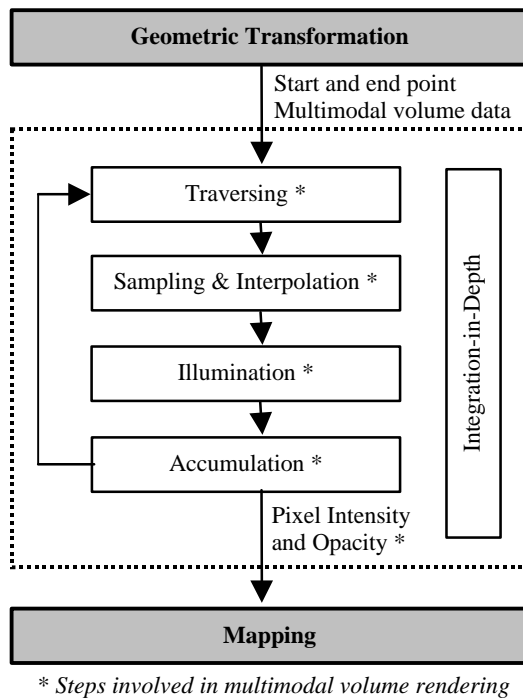 Geometric Transformation
Start and end point
Multimodal volume data
Traversing *
Sampling & Interpolation *
Illumination *
Accumulation *
Integration-in-Depth
Pixel Intensity
and Opacity *
Mapping
* Steps involved in multimodal volume rendering